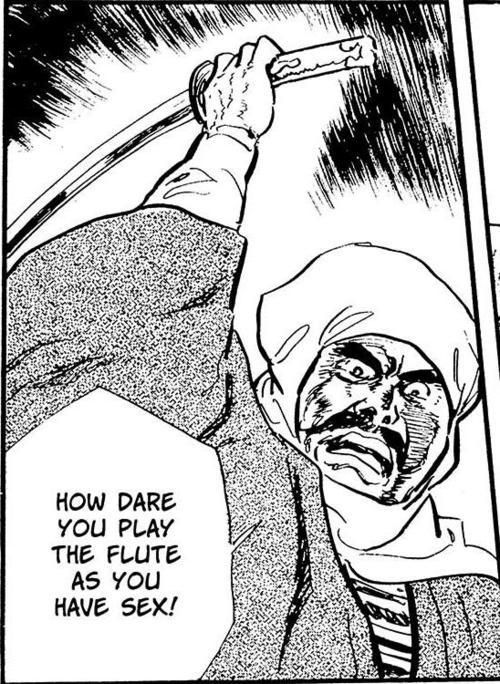 HOW DARE
YOU PLAY
THE FLUTE
AS YOU
HAVE SEX!